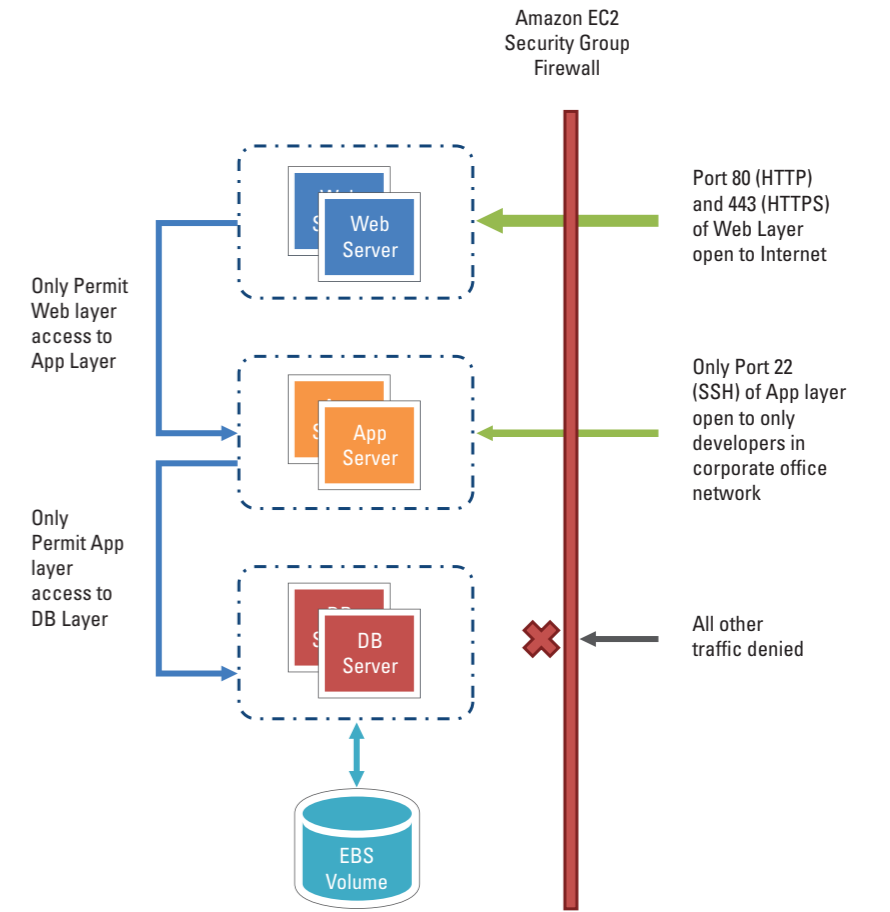 Amazon EC2
Security Group
Firewall
Port 80 (HTTP)
and 443 (HTTPS)
of Web Layer
open to Internet
Web
Server
Only Permit
Web layer
access to
App Layer
Only Port 22
(SSH) of App layer
open to only
developers in
corporate office
network
App
Server
Only
Permit App
layer
access to
DB Layer
DB
Server
All other
traffic denied
EBS
Volume